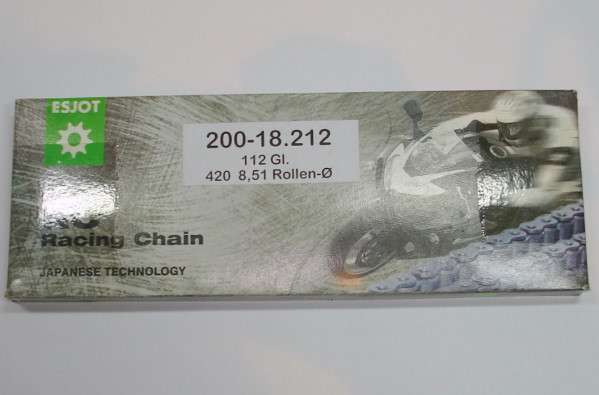 ESJOT
200-18.212
112 Gl.
420 8,51 Rollen-Ø
Racing Chain
JAPANESE TECHNOLOGY